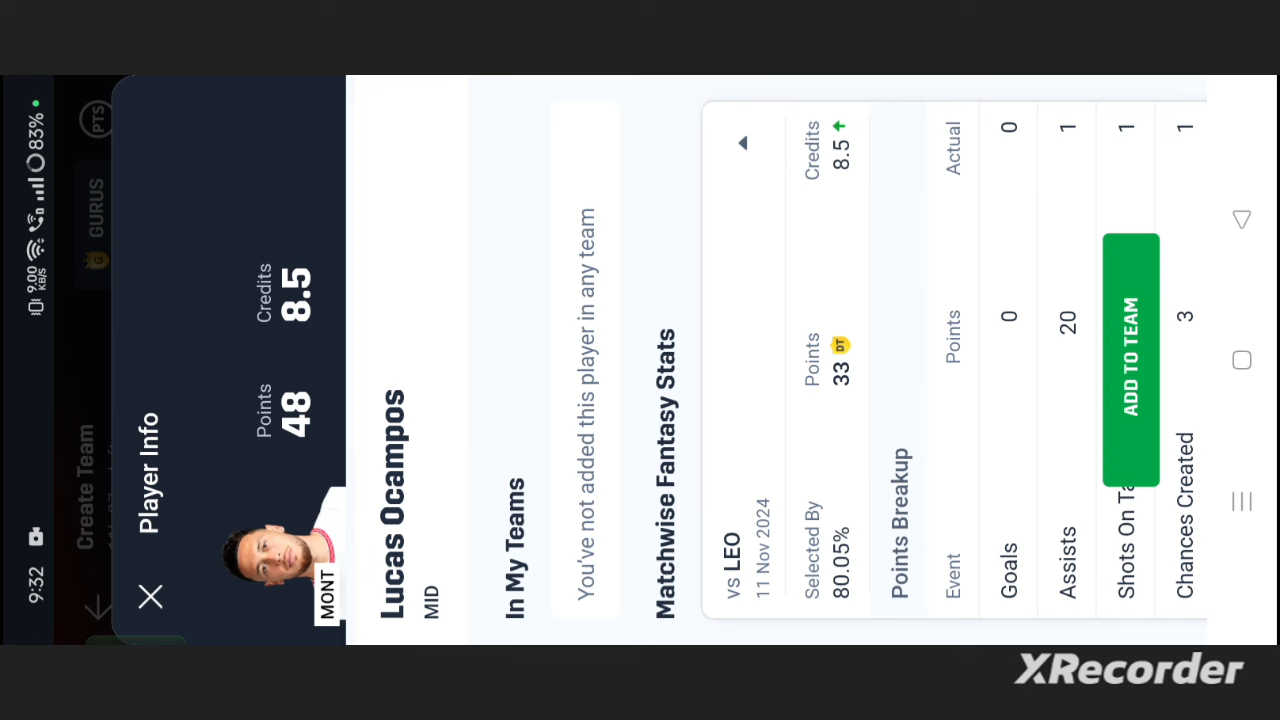 9:32
9.00 KB/S
83%
Create Team
GURUS
PTS
Player Info
MONT
Points
Credits
48
8.5
Lucas Ocampos
MID
In My Teams
You've not added this player in any team
Matchwise Fantasy Stats
vs LEO
11 Nov 2024
Selected By
Points
Credits
80.05%
33 DT
8.5
Points Breakup
Event
Points
Actual
Goals
0
0
Assists
20
1
Shots On Ta
1
ADD TO TEAM
Chances Created
3
1
XRecorder